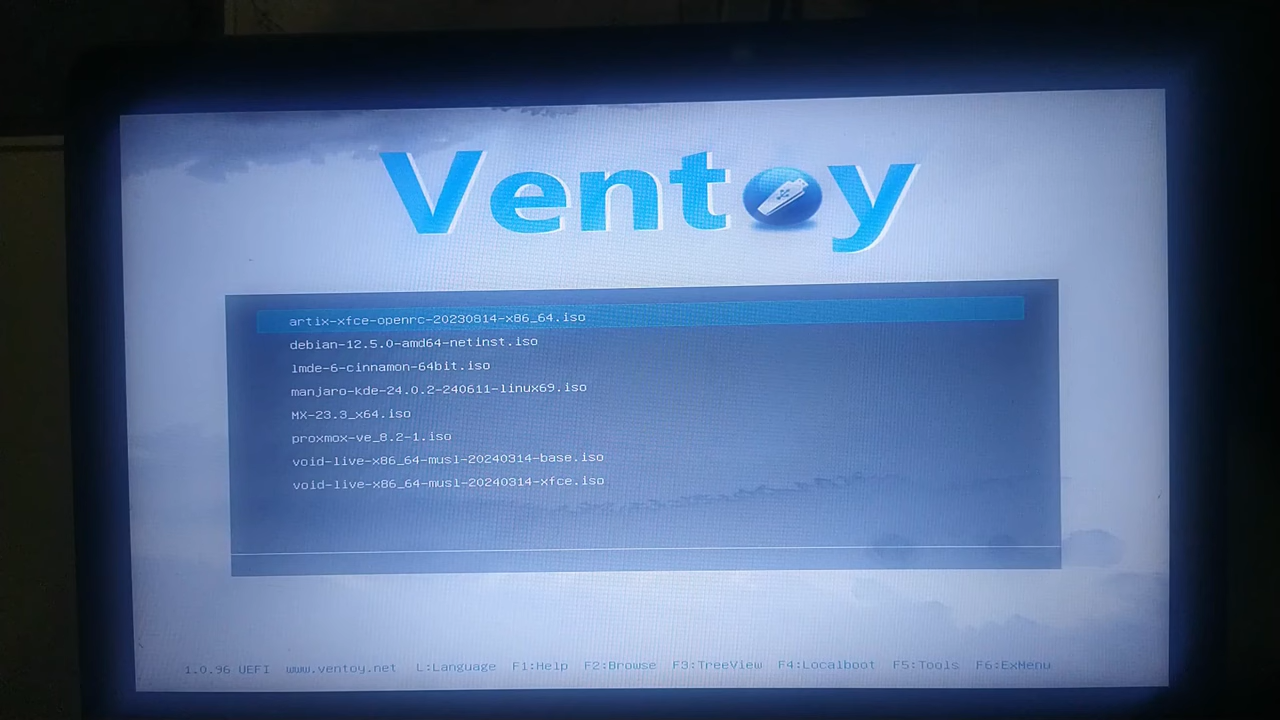 Ventoy
artix-xfce-openrc-20230814-x86_64.iso
debian-12.5.0-amd64-netinst.iso
lmde-6-cinnamon-64bit.iso
manjaro-kde-24.0.2-240611-linux69.iso
MX-23.3_x64.iso
proxmox-ve_8.2-1.iso
void-live-x86_64-musl-20240314-base.iso
void-live-x86_64-musl-20240314-xfce.iso
1.0.96 UEFI www.ventoy.net L:Language F1:Help F2:Browse F3:TreeView F4:Localboot F5:Tools F6:ExMenu